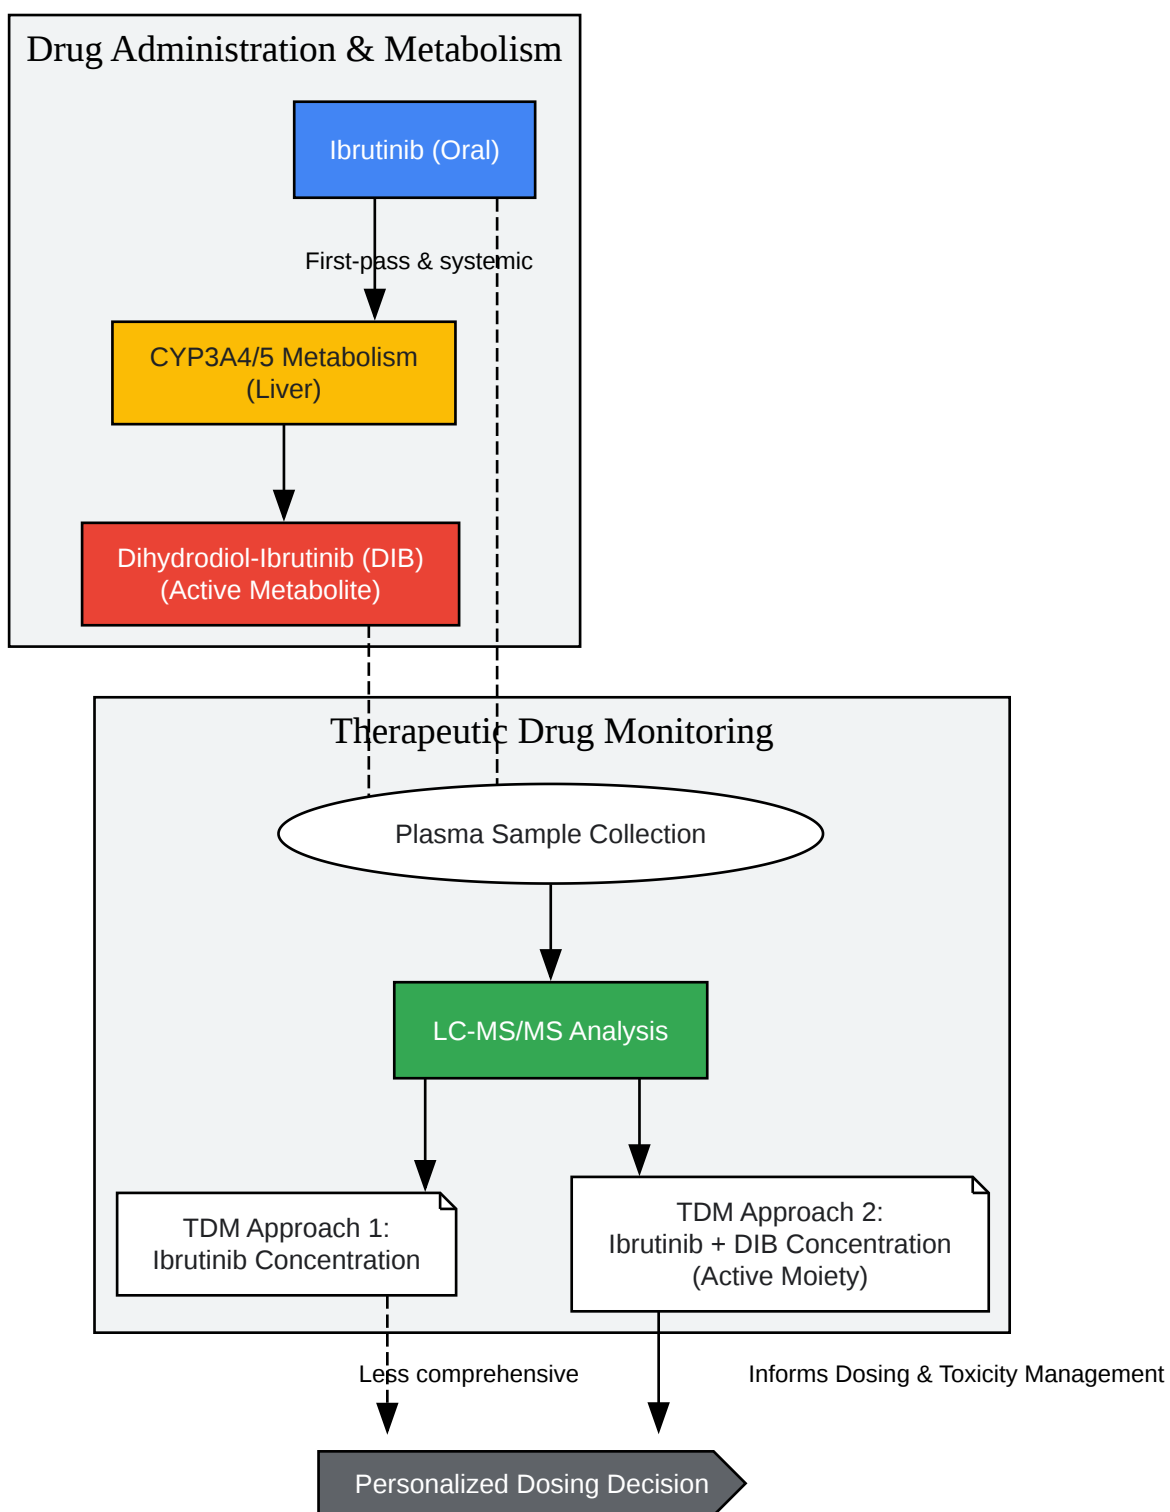 Drug Administration & Metabolism
Ibrutinib (Oral)
First-pass & systemic
CYP3A4/5 Metabolism
(Liver)
Dihydrodiol-Ibrutinib (DIB)
(Active Metabolite)
Therapeutic Drug Monitoring
Plasma Sample Collection
LC-MS/MS Analysis
TDM Approach 1:
Ibrutinib Concentration
TDM Approach 2:
Ibrutinib + DIB Concentration
(Active Moiety)
Less comprehensive
Informs Dosing & Toxicity Management
Personalized Dosing Decision